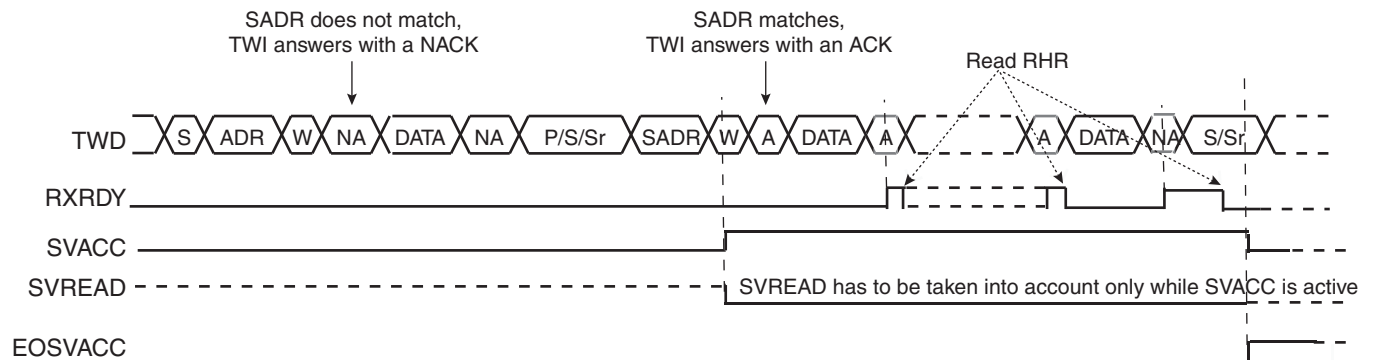 SADR does not match,
TWI answers with a NACK
SADR matches,
TWI answers with an ACK
Read RHR
TWD S ADR W NA DATA NA P/S/Sr SADR W A DATA A A DATA NA S/Sr
RXRDY
SVACC
SVREAD SVREAD has to be taken into account only while SVACC is active
EOSVACC